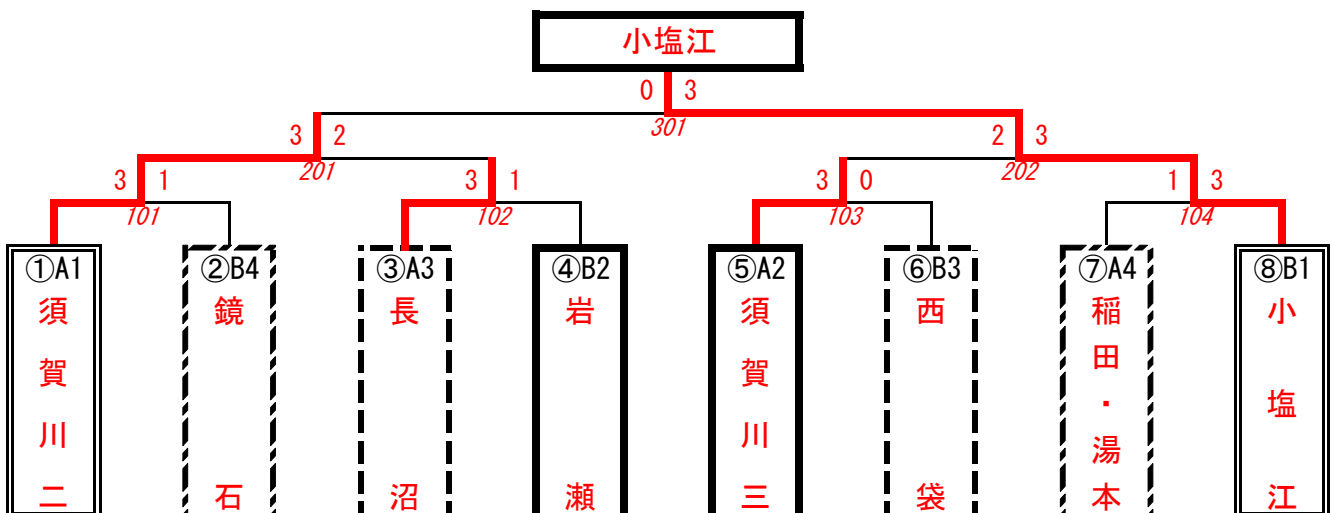 小塩江
0 3
301
3 2
2 3
201
202
3 1
3 1
3 0
1 3
101
102
103
104
①A1
須賀川二
②B4
鏡石
③A3
長沼
④B2
岩瀬
⑤A2
須賀川三
⑥B3
西袋
⑦A4
稲田・湯本
⑧B1
小塩江